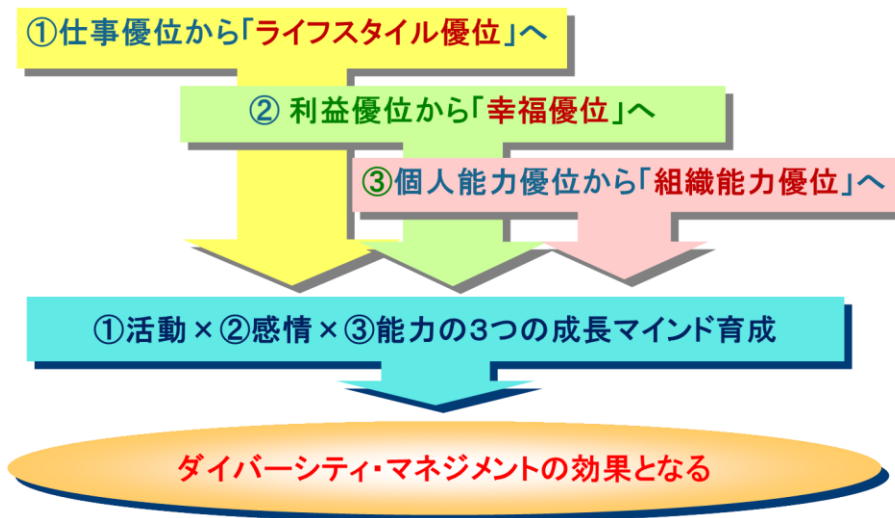 ①仕事優位から「ライフスタイル優位」へ
② 利益優位から「幸福優位」へ
③個人能力優位から「組織能力優位」へ
①活動×②感情×③能力の3つの成長マインド育成
ダイバーシティ・マネジメントの効果となる